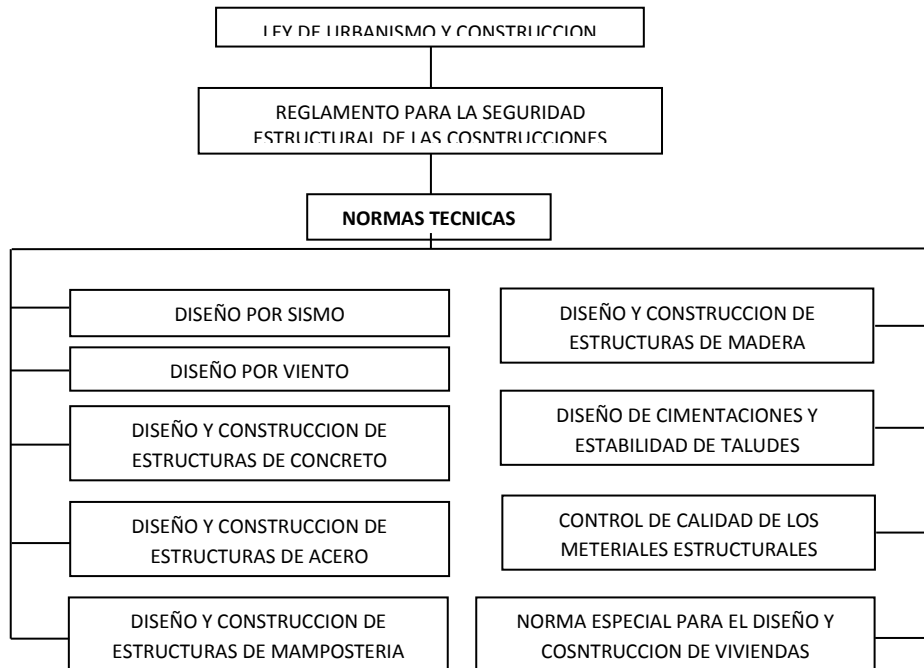 LEY DE URBANISMO Y CONSTRUCCION
REGLAMENTO PARA LA SEGURIDAD
ESTRUCTURAL DE LAS COSNTRUCCIONES
NORMAS TECNICAS
DISEÑO POR SISMO
DISEÑO POR VIENTO
DISEÑO Y CONSTRUCCION DE
ESTRUCTURAS DE CONCRETO
DISEÑO Y CONSTRUCCION DE
ESTRUCTURAS DE ACERO
DISEÑO Y CONSTRUCCION DE
ESTRUCTURAS DE MAMPOSTERIA
DISEÑO Y CONSTRUCCION DE
ESTRUCTURAS DE MADERA
DISEÑO DE CIMENTACIONES Y
ESTABILIDAD DE TALUDES
CONTROL DE CALIDAD DE LOS
METERIALES ESTRUCTURALES
NORMA ESPECIAL PARA EL DISEÑO Y
COSNTRUCCION DE VIVIENDAS